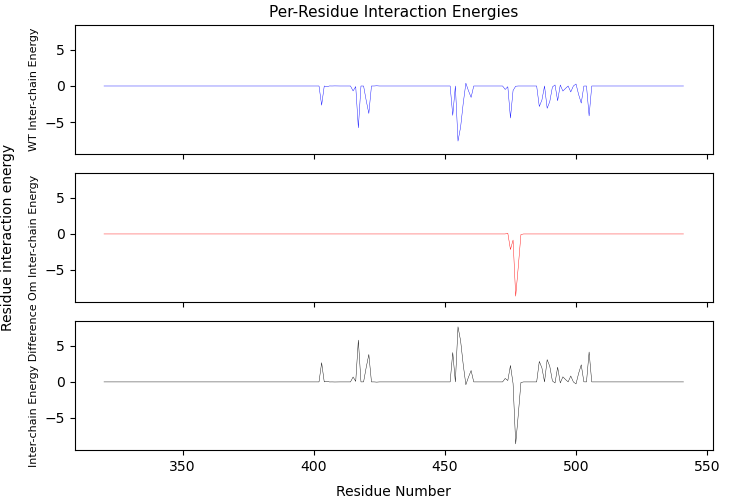 Per-Residue Interaction Energies
Residue interaction energy
WT Inter-chain Energy
5
0
−5
Om Inter-chain Energy
5
0
−5
Inter-chain Energy Difference
5
0
−5
350
400
450
500
550
Residue Number